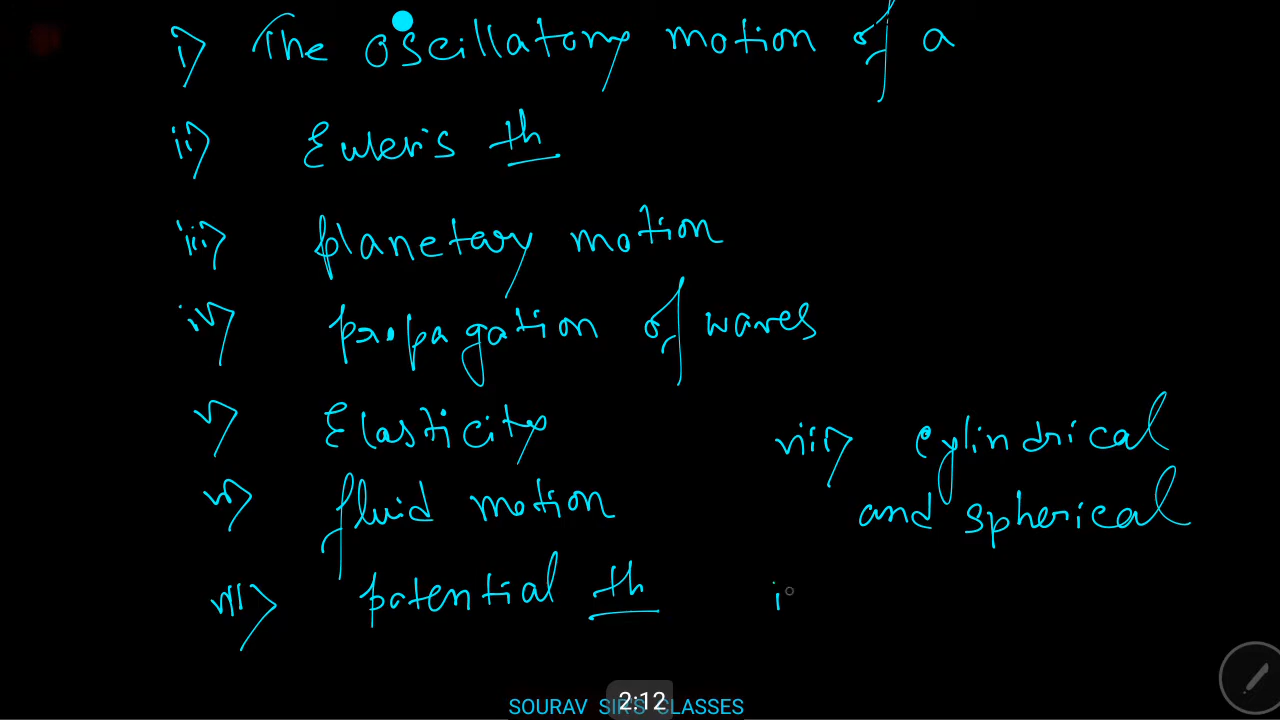 i) The oscillatory motion of a
ii) Euler's th
iii) planetary motion
iv) propagation of waves
v) Elasticity
vi) fluid motion
vii) potential th
viii) cylindrical
and spherical
i
SOURAV SIR'S CLASSES
2:12